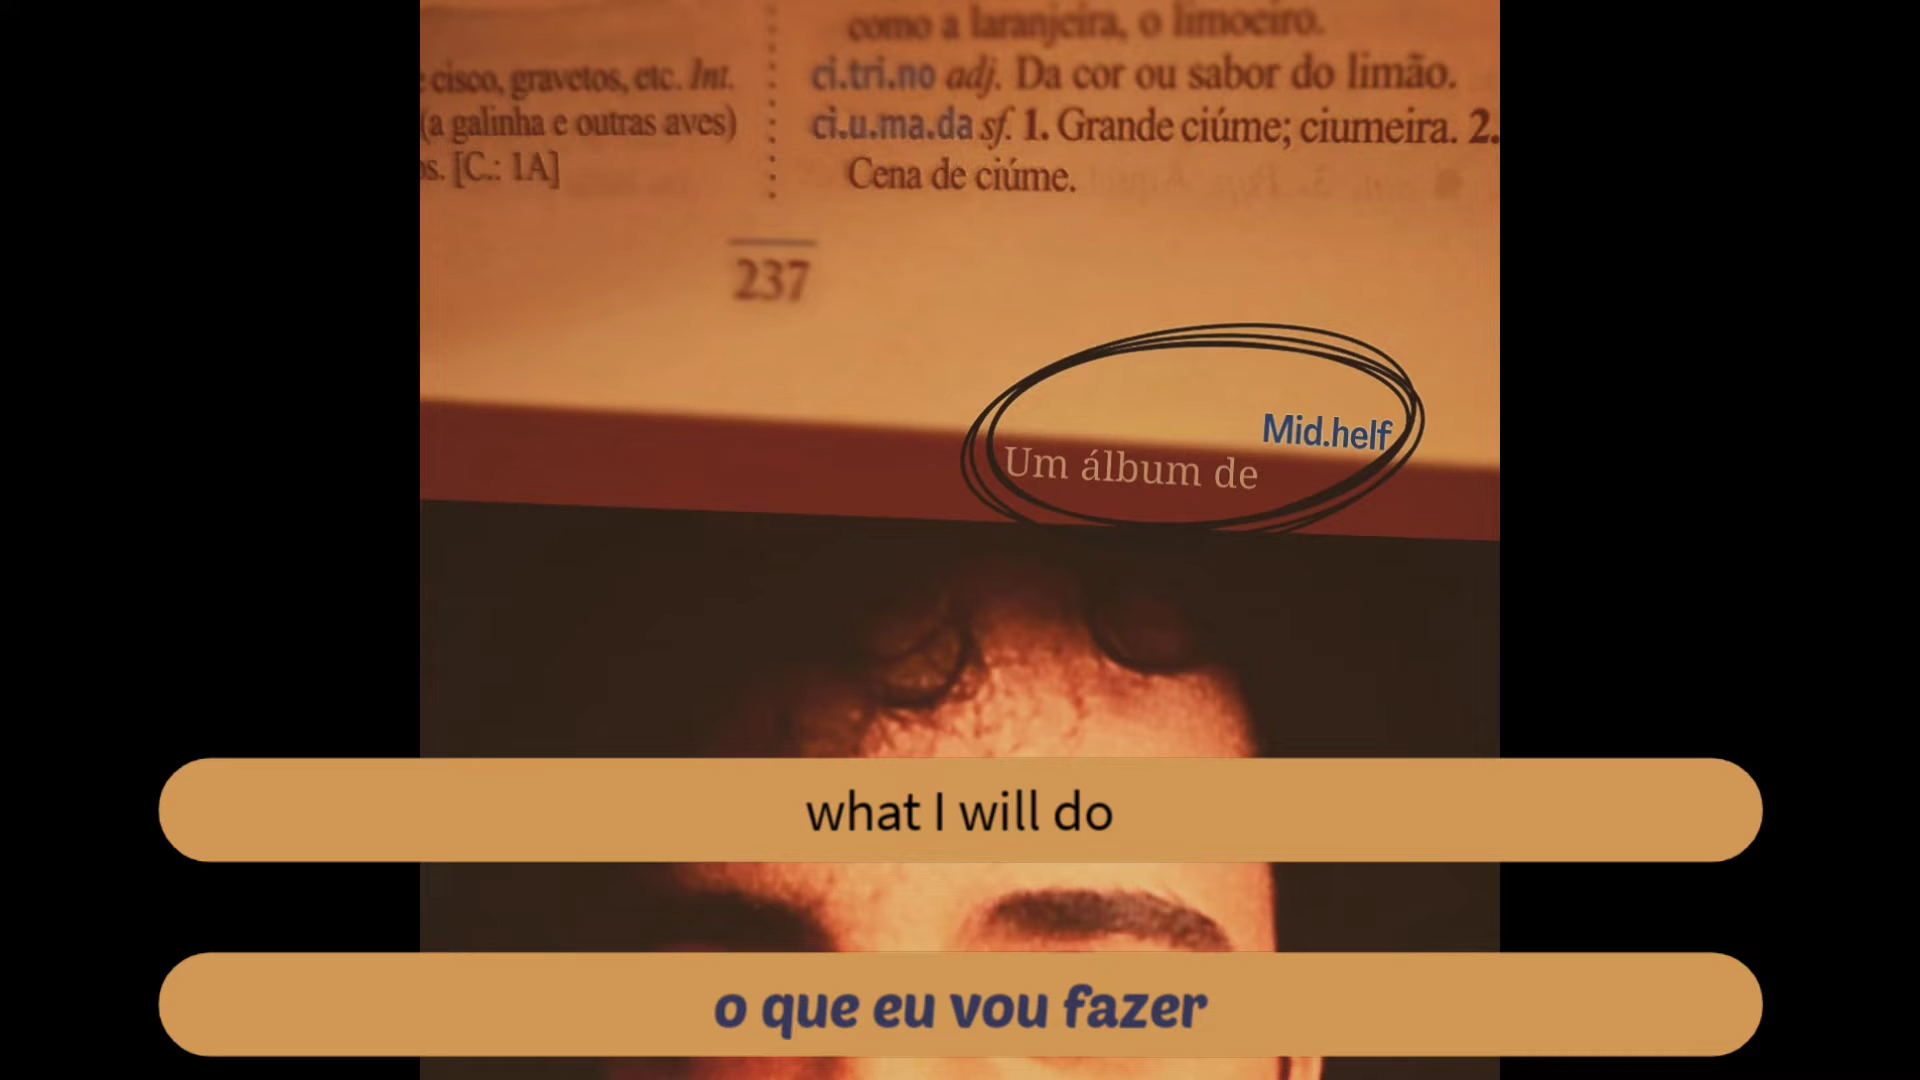 como a laranjeira, o limoeiro.
e cisco, gravetos, etc. Int.
(a galinha e outras aves)
os. [C.: 1A]
ci.tri.no adj. Da cor ou sabor do limão.
ci.u.ma.da sf. 1. Grande ciúme; ciumeira. 2.
Cena de ciúme.
237
Mid.helf
Um álbum de
what I will do
o que eu vou fazer